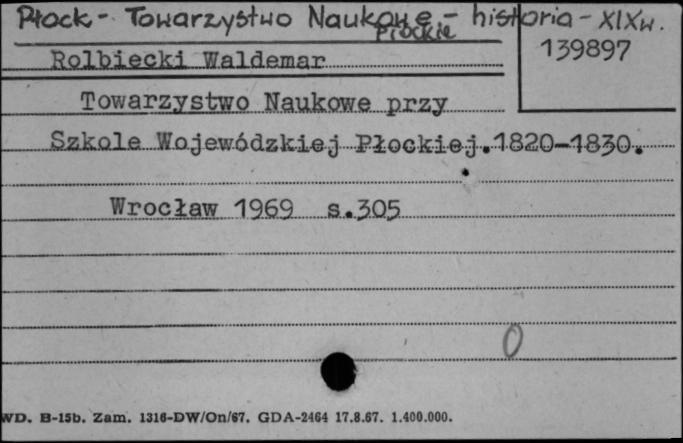 Płock - Towarzystwo Naukowe - historia - XIX w.
Płockie
139897
Rolbiecki Waldemar
Towarzystwo Naukowe przy
Szkole Wojewódzkiej Płockiej.1820-1830.
Wrocław 1969 s.305
0
WD. B-15b. Zam. 1316-DW/On/67. GDA-2464 17.8.67. 1.400.000.